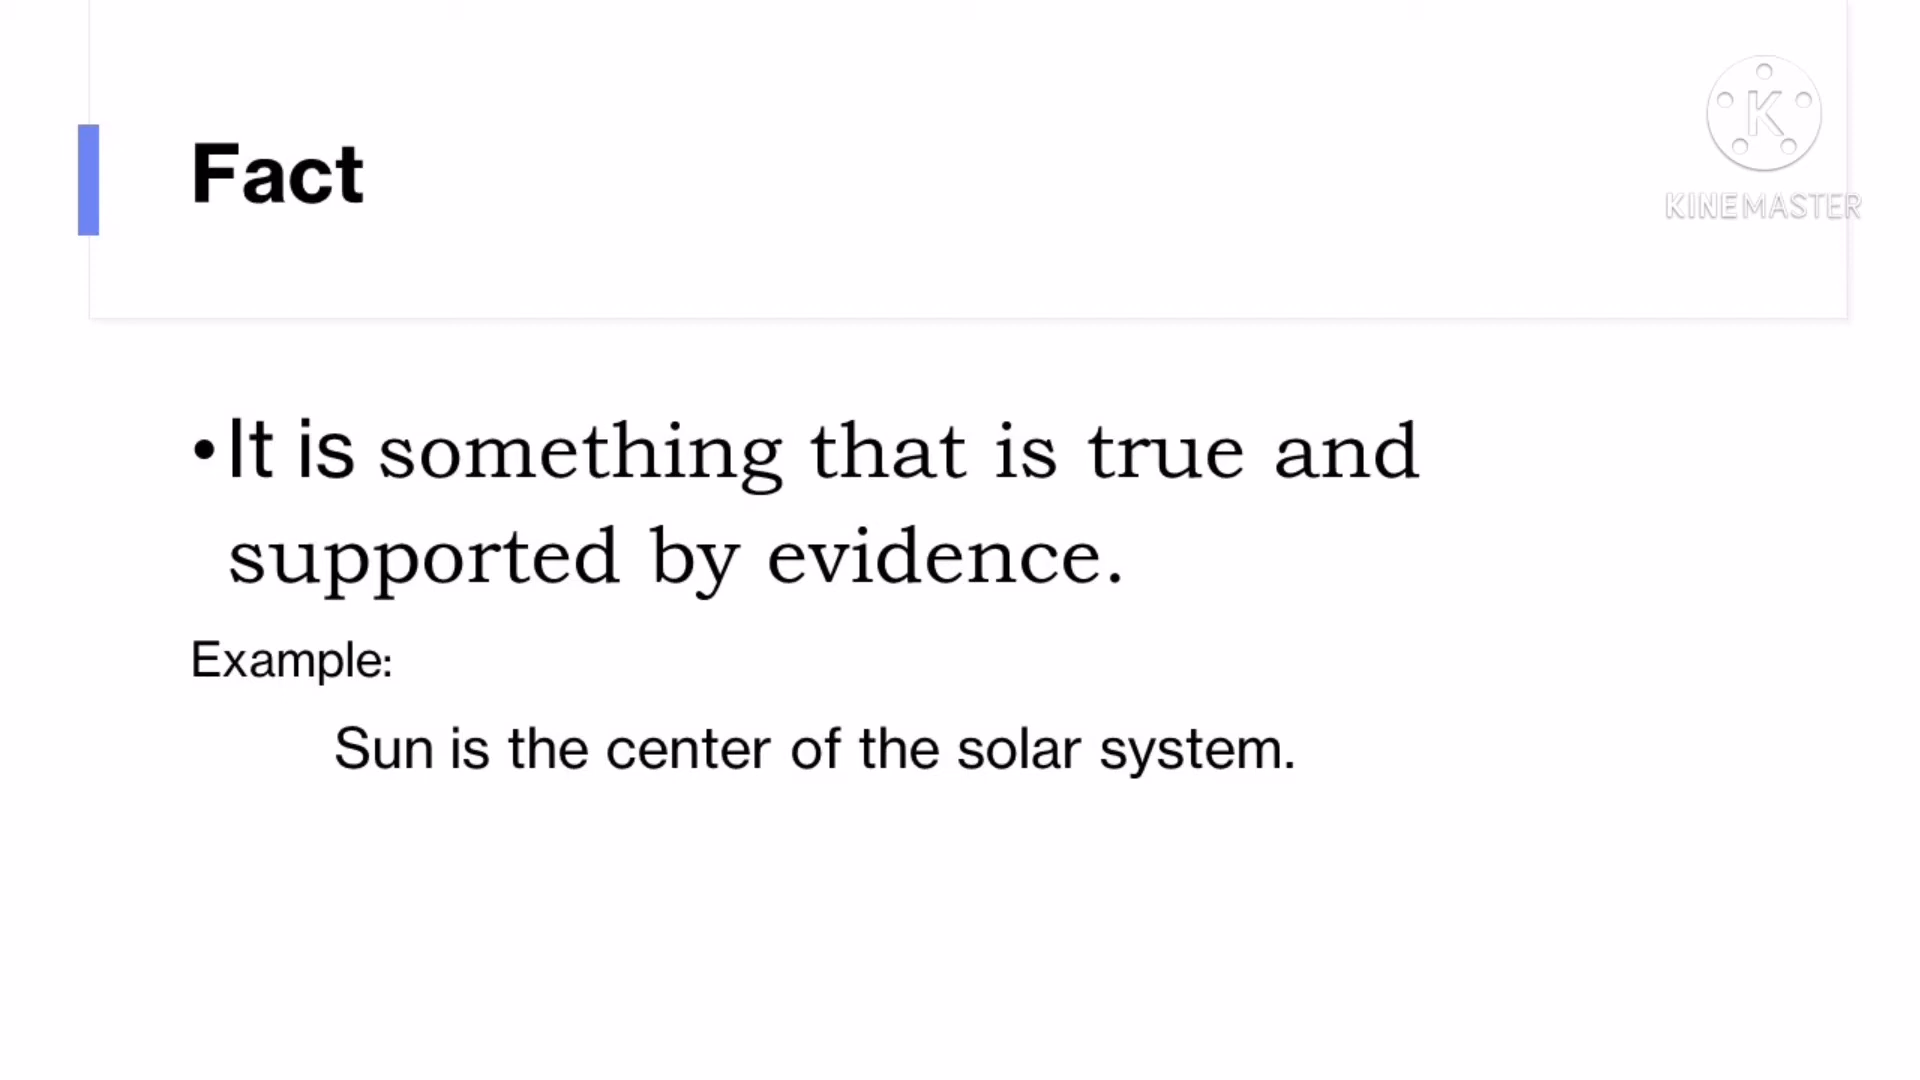 Fact
K
KINEMASTER
•It is something that is true and
supported by evidence.
Example:
Sun is the center of the solar system.